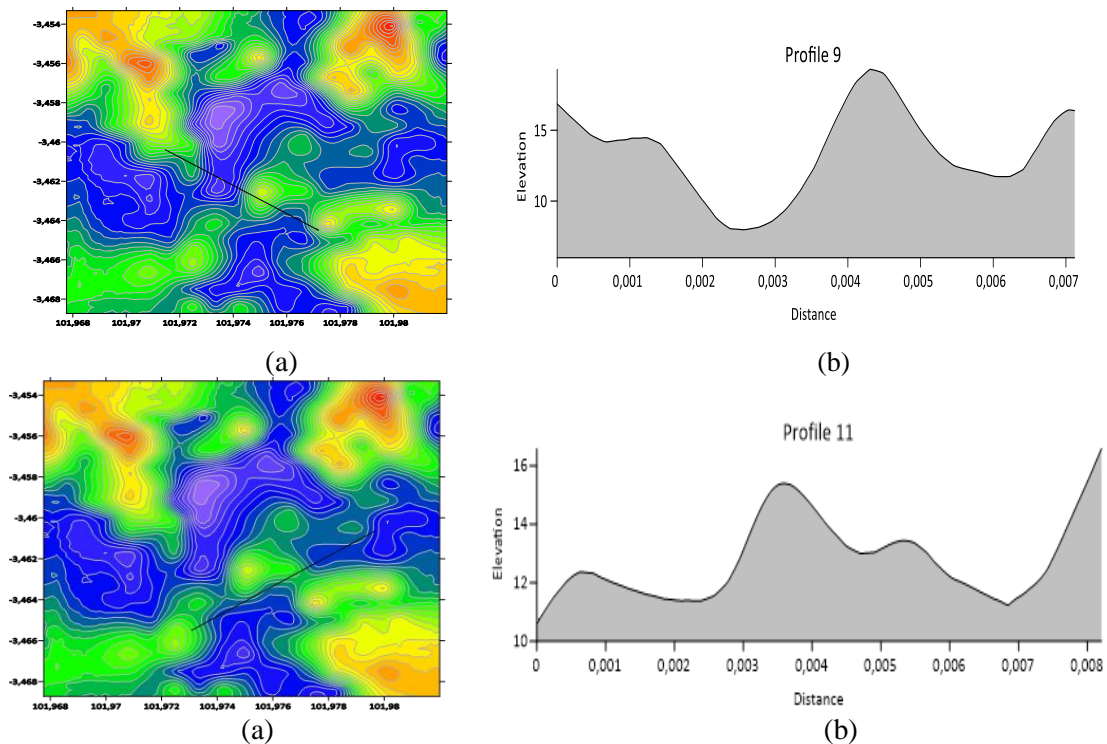 -3,454
-3,456
-3,458
-3,46
-3,462
-3,464
-3,466
-3,468
101,968 101,97 101,972 101,974 101,976 101,978 101,98
(a)
Profile 9
Elevation
15
10
0 0,001 0,002 0,003 0,004 0,005 0,006 0,007
Distance
(b)
-3,454
-3,456
-3,458
-3,46
-3,462
-3,464
-3,466
-3,468
101,968 101,97 101,972 101,974 101,976 101,978 101,98
(a)
Profile 11
Elevation
16
14
12
10
0 0,001 0,002 0,003 0,004 0,005 0,006 0,007 0,008
Distance
(b)